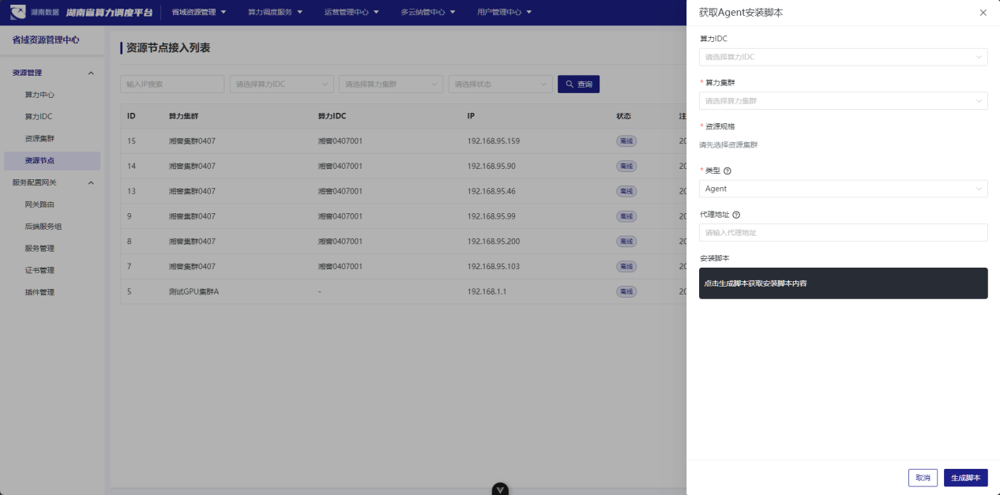 湖南数据 湖南省算力调度平台 省域资源管理 算力调度服务 运营管理中心 多云纳管中心 用户管理中心
省域资源管理中心
资源管理
算力中心
算力IDC
资源集群
资源节点
服务配置网关
网关路由
后端服务组
服务管理
证书管理
插件管理
资源节点接入列表
输入IP搜索 请选择算力IDC 请选择算力集群 请选择状态 查询
ID 算力集群 算力IDC IP 状态 注
15 湘窖集群0407 湘窖0407001 192.168.95.159 离线 20
14 湘窖集群0407 湘窖0407001 192.168.95.90 离线 20
13 湘窖集群0407 湘窖0407001 192.168.95.46 离线 20
9 湘窖集群0407 湘窖0407001 192.168.95.99 离线 20
8 湘窖集群0407 湘窖0407001 192.168.95.200 离线 20
7 湘窖集群0407 湘窖0407001 192.168.95.103 离线 20
5 测试GPU集群A - 192.168.1.1 离线 20
获取Agent安装脚本
算力IDC
请选择算力IDC
* 算力集群
请选择算力集群
* 资源规格
请先选择资源集群
* 类型
Agent
代理地址
请输入代理地址
安装脚本
点击生成脚本获取安装脚本内容
取消 生成脚本